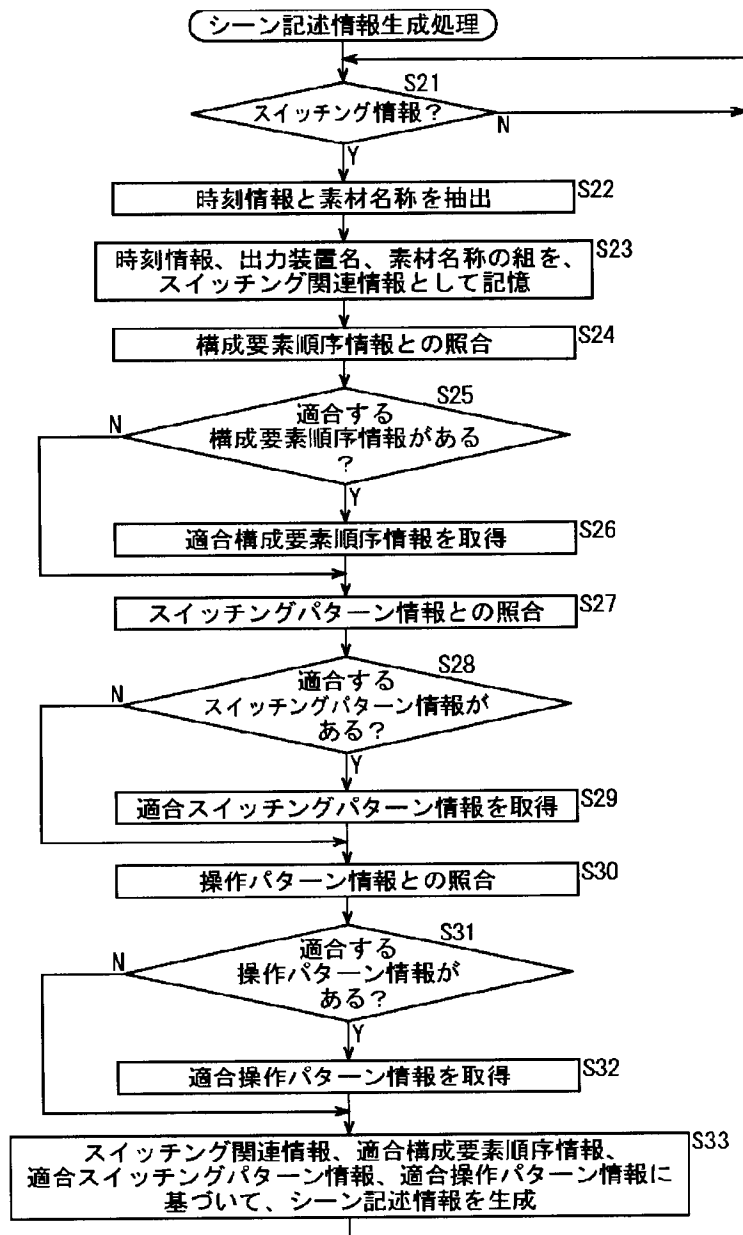 シーン記述情報生成処理
S21
スイッチング情報?
N
Y
時刻情報と素材名称を抽出
S22
時刻情報、出力装置名、素材名称の組を、
スイッチング関連情報として記憶
S23
構成要素順序情報との照合
S24
S25
適合する
構成要素順序情報がある
?
N
Y
適合構成要素順序情報を取得
S26
スイッチングパターン情報との照合
S27
S28
適合する
スイッチングパターン情報が
ある?
N
Y
適合スイッチングパターン情報を取得
S29
操作パターン情報との照合
S30
S31
適合する
操作パターン情報が
ある?
N
Y
適合操作パターン情報を取得
S32
スイッチング関連情報、適合構成要素順序情報、
適合スイッチングパターン情報、適合操作パターン情報に
基づいて、シーン記述情報を生成
S33